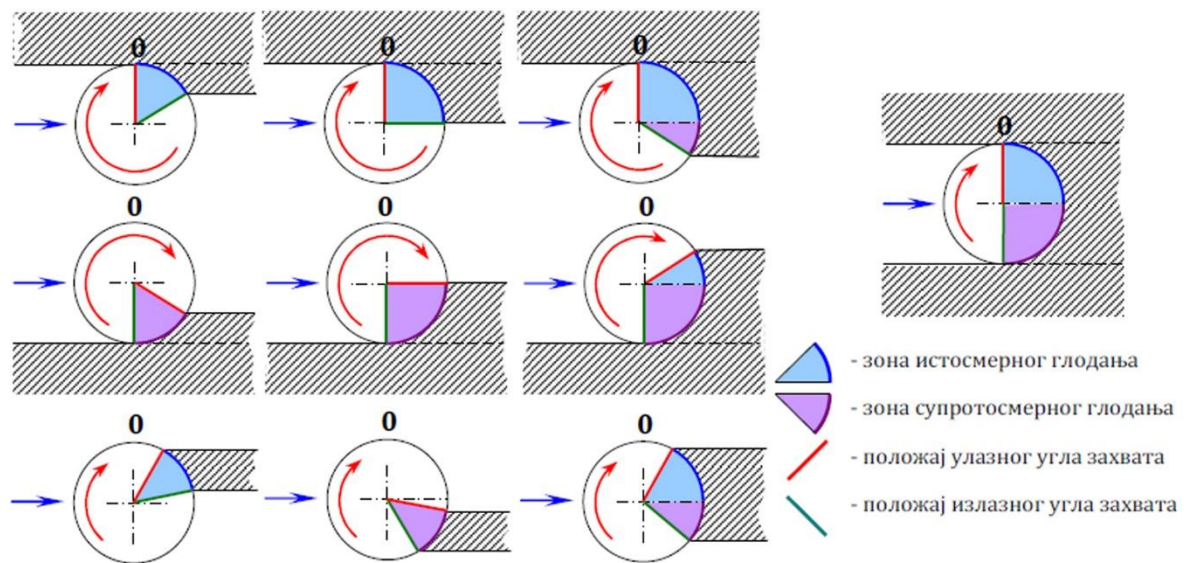 0
0
0
0
0
0
0
0
0
0
- зона истосмерног глодања
- зона супротосмерног глодања
- положај улазног угла захвата
- положај излазног угла захвата